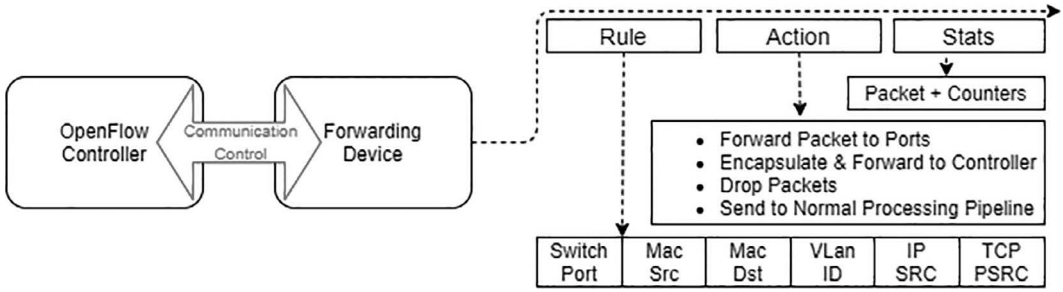 Rule
Action
Stats
Packet + Counters
OpenFlow
Controller
Communication
Control
Forwarding
Device
• Forward Packet to Ports
• Encapsulate & Forward to Controller
• Drop Packets
• Send to Normal Processing Pipeline
Switch
Port
Mac
Src
Mac
Dst
VLan
ID
IP
SRC
TCP
PSRC